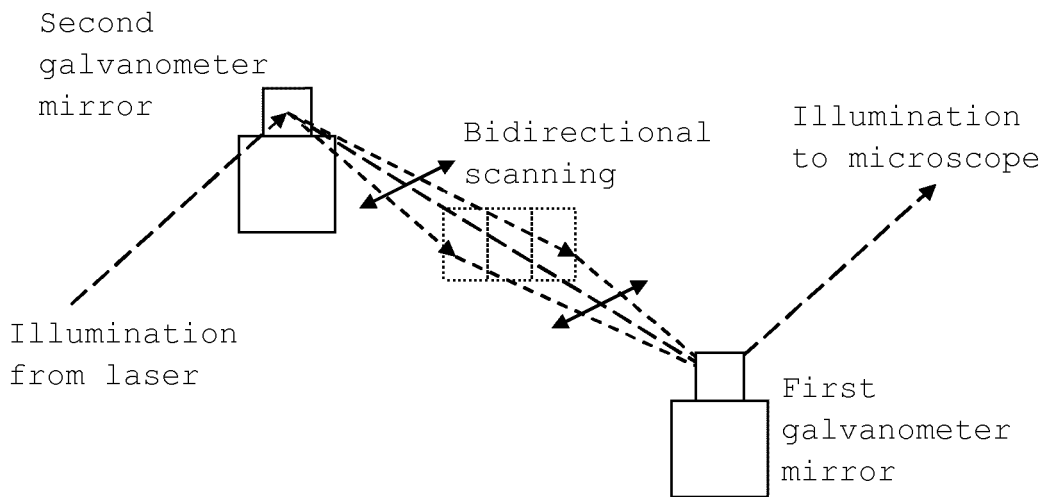 Second
galvanometer
mirror
Bidirectional
scanning
Illumination
to microscope
Illumination
from laser
First
galvanometer
mirror